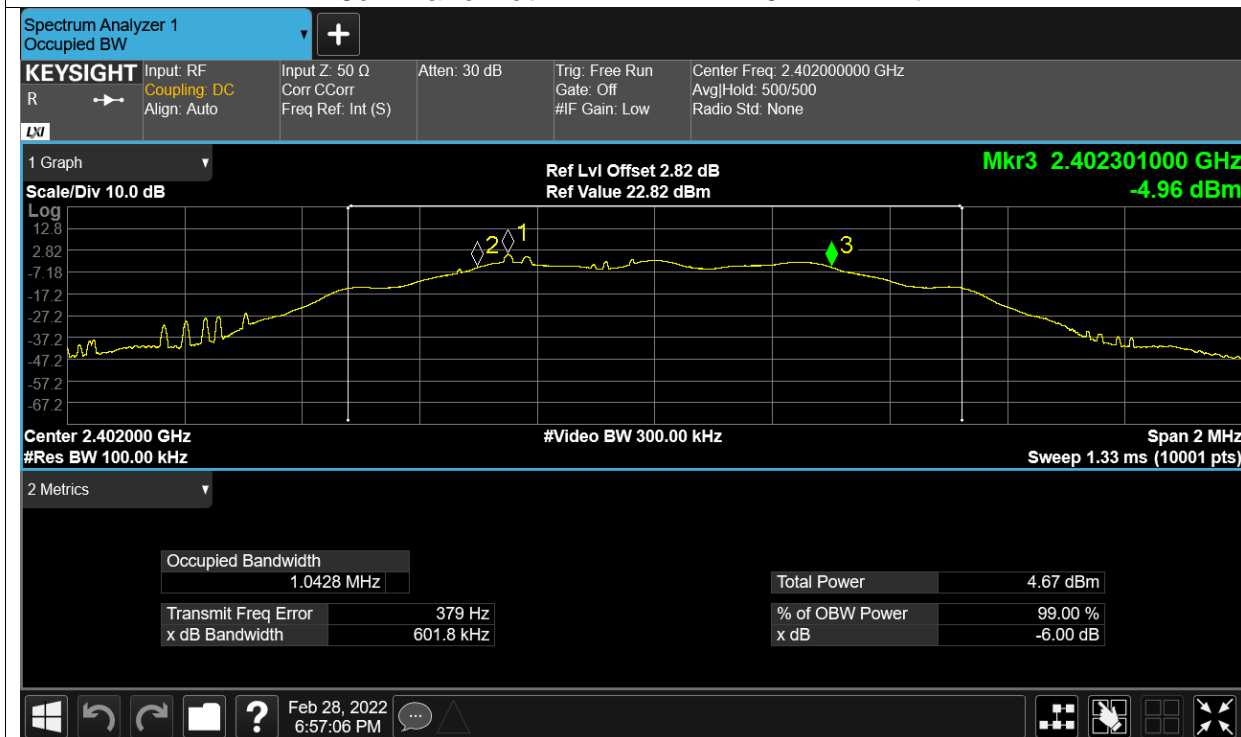 Spectrum Analyzer 1
Occupied BW
KEYSIGHT
R
LXI
Input: RF
Coupling: DC
Align: Auto
Input Z: 50 Ω
Corr CCorr
Freq Ref: Int (S)
Atten: 30 dB
Trig: Free Run
Gate: Off
#IF Gain: Low
Center Freq: 2.402000000 GHz
Avg|Hold: 500/500
Radio Std: None
1 Graph
Scale/Div 10.0 dB
Ref Lvl Offset 2.82 dB
Ref Value 22.82 dBm
Mkr3 2.402301000 GHz
-4.96 dBm
Log
12.8
2.82
-7.18
-17.2
-27.2
-37.2
-47.2
-57.2
-67.2
2
1
3
Center 2.402000 GHz
#Res BW 100.00 kHz
#Video BW 300.00 kHz
Span 2 MHz
Sweep 1.33 ms (10001 pts)
2 Metrics
Occupied Bandwidth
1.0428 MHz
Transmit Freq Error 379 Hz
x dB Bandwidth 601.8 kHz
Total Power 4.67 dBm
% of OBW Power 99.00 %
x dB -6.00 dB
?
Feb 28, 2022
6:57:06 PM